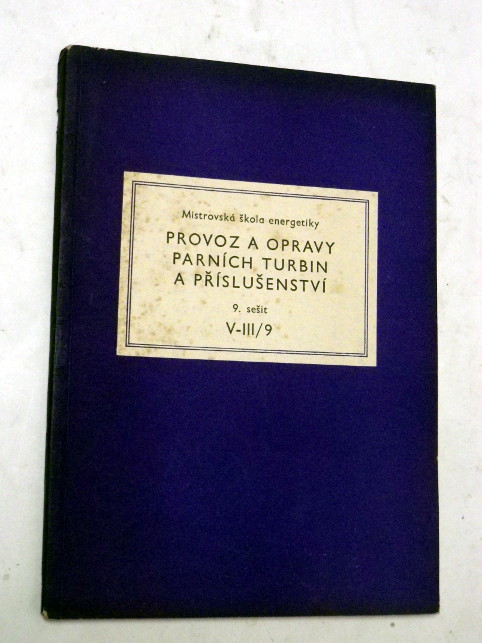 Mistrovská škola energetiky
PROVOZ A OPRAVY
PARNÍCH TURBIN
A PŘÍSLUŠENSTVÍ
9. sešit
V-III/9